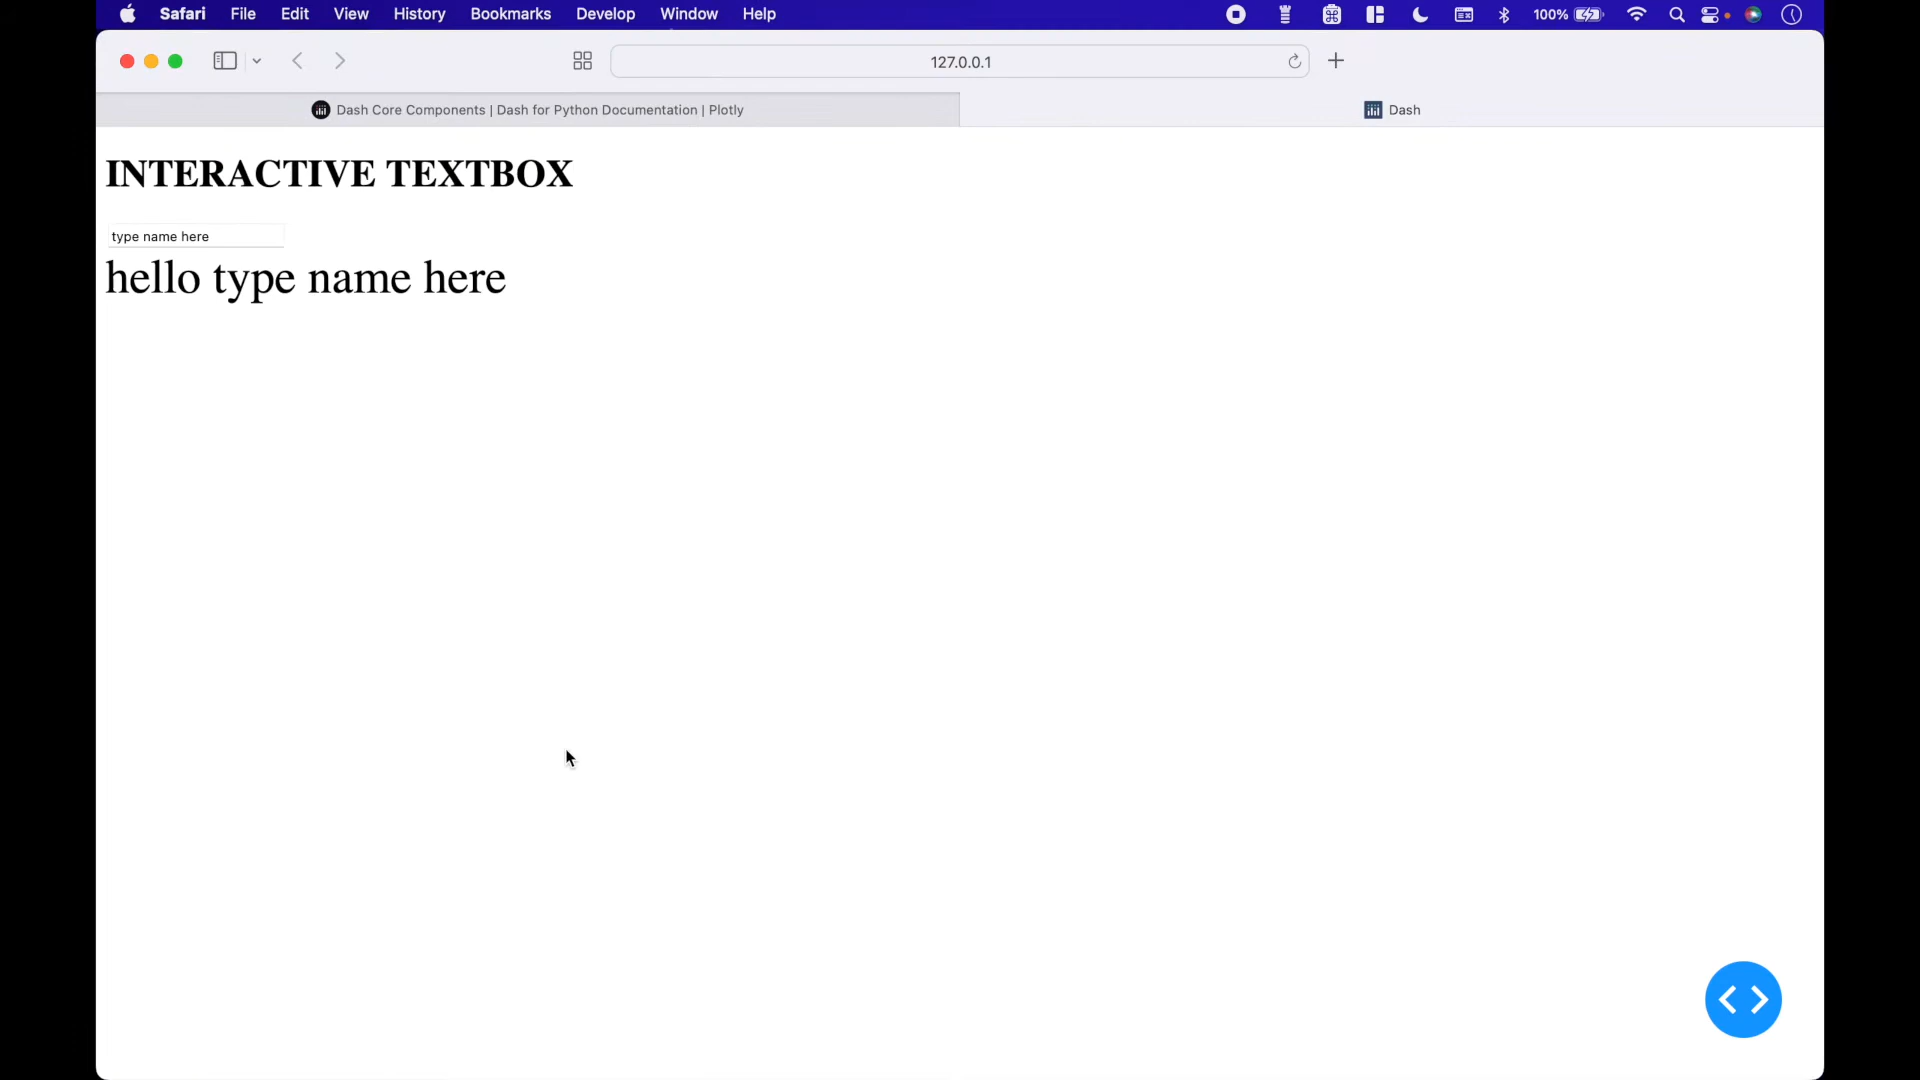 Safari File Edit View History Bookmarks Develop Window Help 100%
127.0.0.1
Dash Core Components | Dash for Python Documentation | Plotly
Dash
INTERACTIVE TEXTBOX
type name here
hello type name here